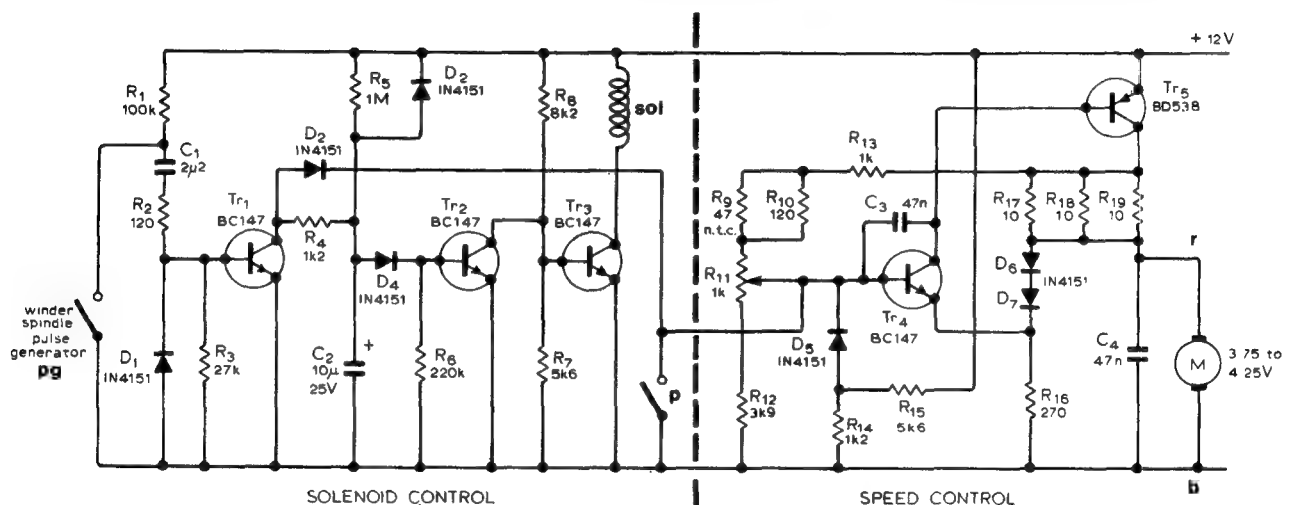 + 12V
R1
100k
C1
2µ2
R2
120
winder
spindle
pulse
generator
pg
D1
IN4151
R3
27k
Tr1
BC147
D2
IN4151
R4
1k2
R5
1M
D2
IN4151
D4
IN4151
C2
10µ
25V
+
Tr2
BC147
R6
220k
R8
8k2
sol
Tr3
BC147
R7
5k6
p
R9
47
n.t.c.
R10
120
R11
1k
R12
3k9
R13
1k
C3
47n
Tr4
BC147
D5
IN4151
R14
1k2
R15
5k6
Tr5
BD538
R17
10
R18
10
R19
10
D6
IN4151
D7
R16
270
C4
47n
r
M
3 75 to
4 25V
b
SOLENOID CONTROL
SPEED CONTROL